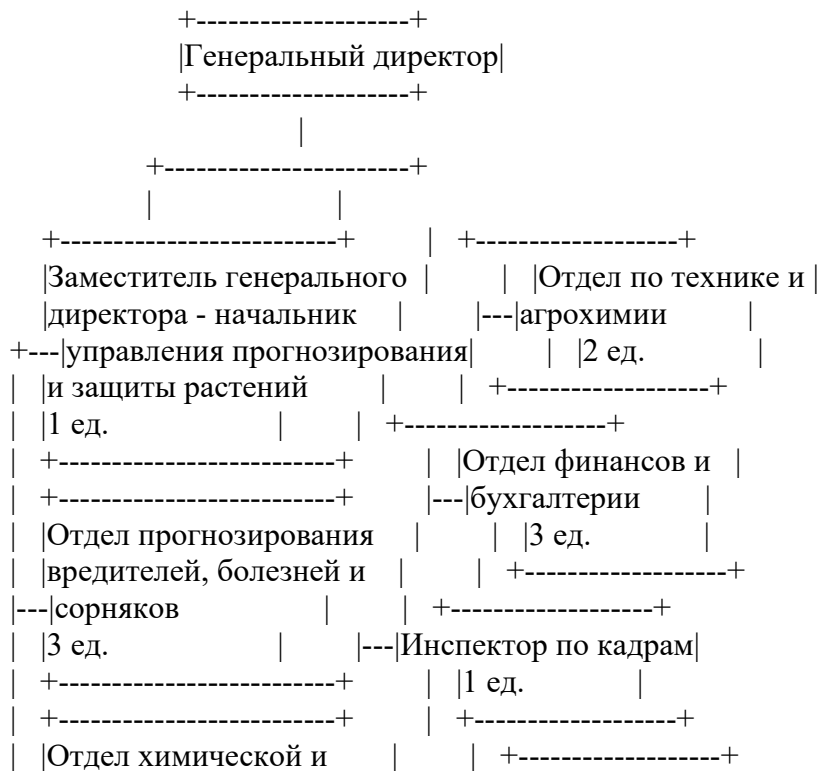 +--------------------+
|Генеральный директор|
+--------------------+
|
+-----------------------+
| |
+--------------------------+ | +-------------------+
|Заместитель генерального | | |Отдел по технике и |
|директора - начальник | |---|агрохимии |
+---|управления прогнозирования| | |2 ед. |
| |и защиты растений | | +-------------------+
| |1 ед. | | +-------------------+
| +--------------------------+ | |Отдел финансов и |
| +--------------------------+ |---|бухгалтерии |
| |Отдел прогнозирования | | |3 ед. |
| |вредителей, болезней и | | +-------------------+
|---|сорняков | | +-------------------+
| |3 ед. | |---|Инспектор по кадрам|
| +--------------------------+ | |1 ед. |
| +--------------------------+ | +-------------------+
| |Отдел химической и | | +-------------------+